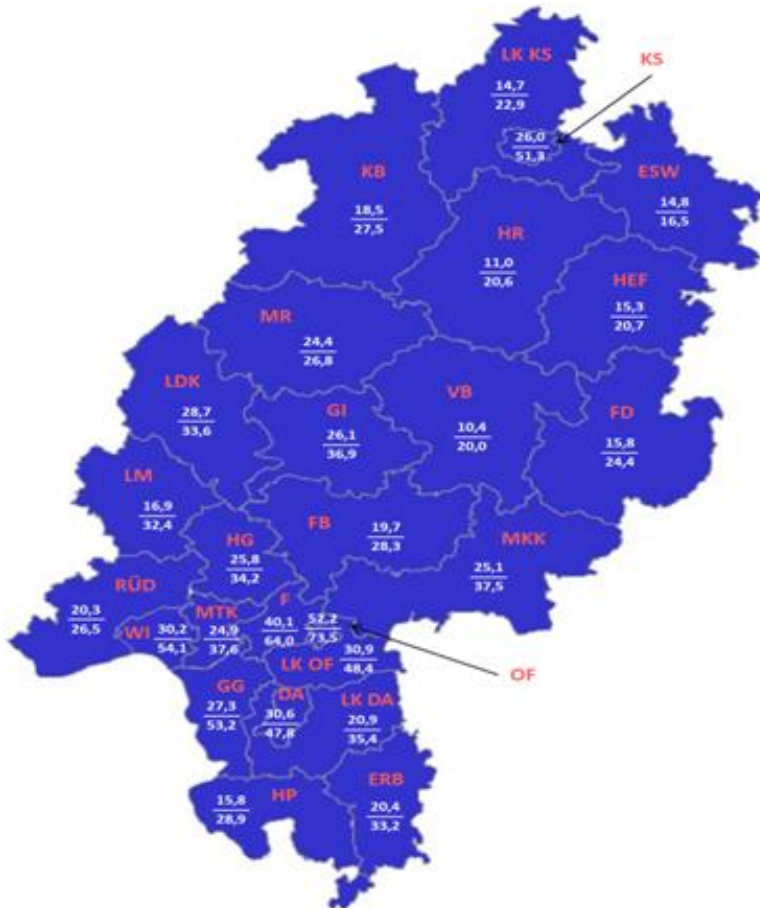 LK KS
14,7
22,9
KS
26,0
51,3
KB
18,5
27,5
ESW
14,8
16,5
HR
11,0
20,6
HEF
15,3
20,7
MR
24,4
26,8
LDK
28,7
33,6
GI
26,1
36,9
VB
10,4
20,0
FD
15,8
24,4
LM
16,9
32,4
HG
25,8
34,2
FB
19,7
28,3
MKK
25,1
37,5
RÜD
20,3
26,5
WI
30,2
54,1
MTK
24,9
37,6
F
40,1
64,0
52,2
73,5
OF
LK OF
30,9
48,4
GG
27,3
53,2
DA
30,6
47,8
LK DA
20,9
35,4
HP
15,8
28,9
ERB
20,4
33,2